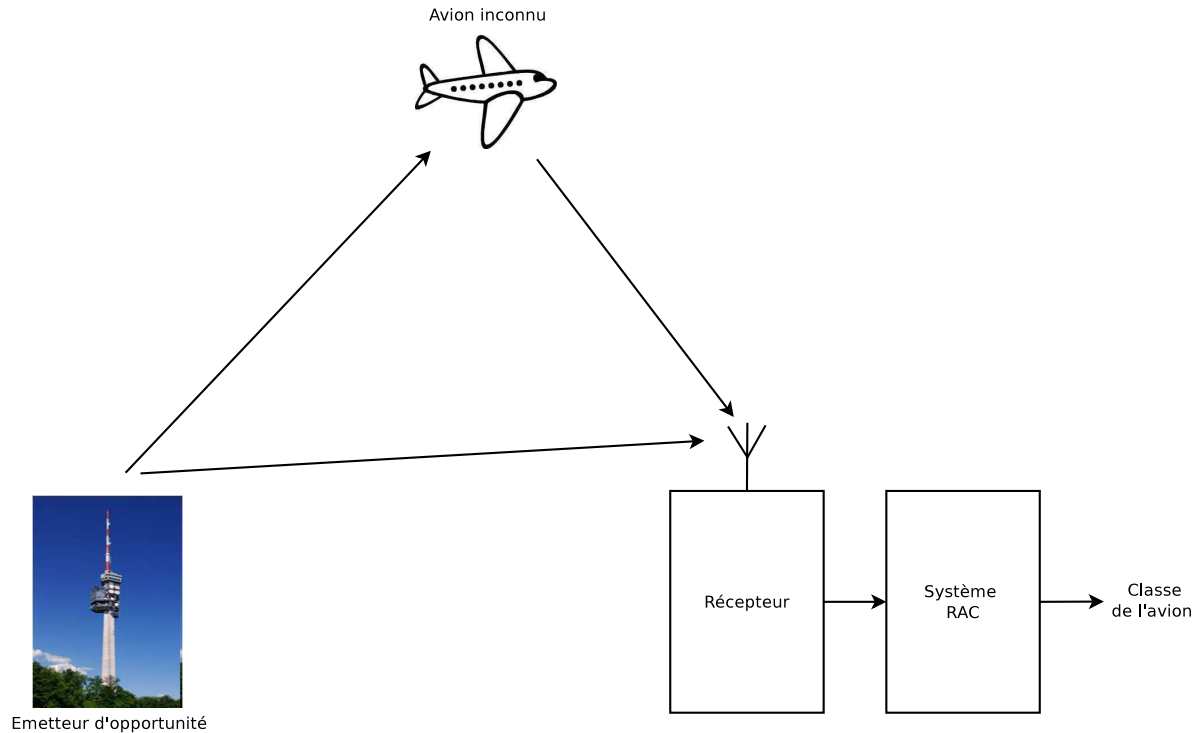 Avion inconnu
Récepteur
Système
RAC
Classe
de l'avion
Emetteur d'opportunité